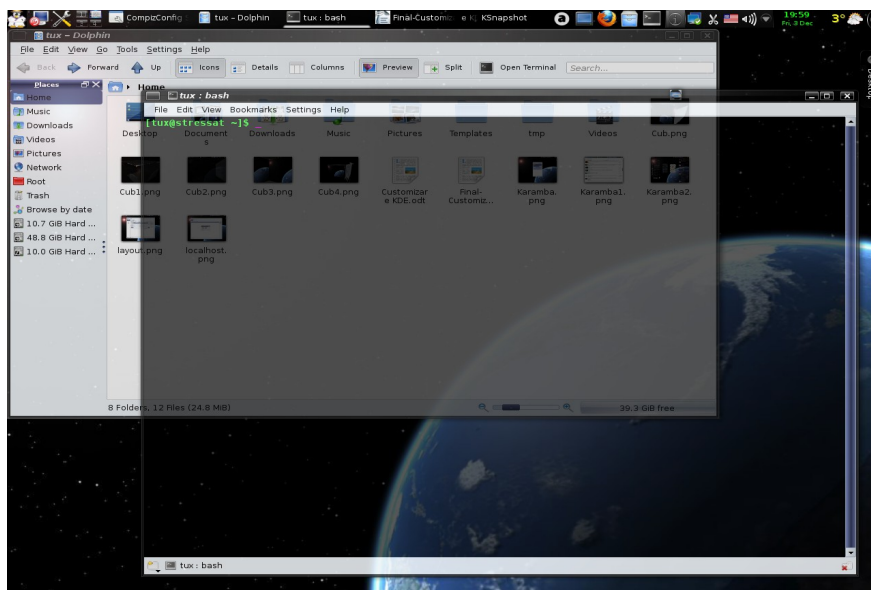 CompizConfig
tux – Dolphin
tux : bash
Final-Customiz e K
KSnapshot
19:59
Fri, 3 Dec
3°
tux – Dolphin
File Edit View Go Tools Settings Help
Back Forward Up Icons Details Columns Preview Split Open Terminal Search...
Places
Home
Music
Downloads
Videos
Pictures
Network
Root
Trash
Browse by date
10.7 GiB Hard ...
48.8 GiB Hard ...
10.0 GiB Hard ...
Home
tux : bash
File Edit View Bookmarks Settings Help
[tux@stressat ~]$
Desktop Document s Downloads Music Pictures Templates tmp Videos Cub.png
Cub1.png Cub2.png Cub3.png Cub4.png Customizar e KDE.odt Final-Customiz... Karamba.png Karamba1.png Karamba2.png
layout.png localhost.png
8 Folders, 12 Files (24.8 MiB)
39.3 GiB free
tux : bash